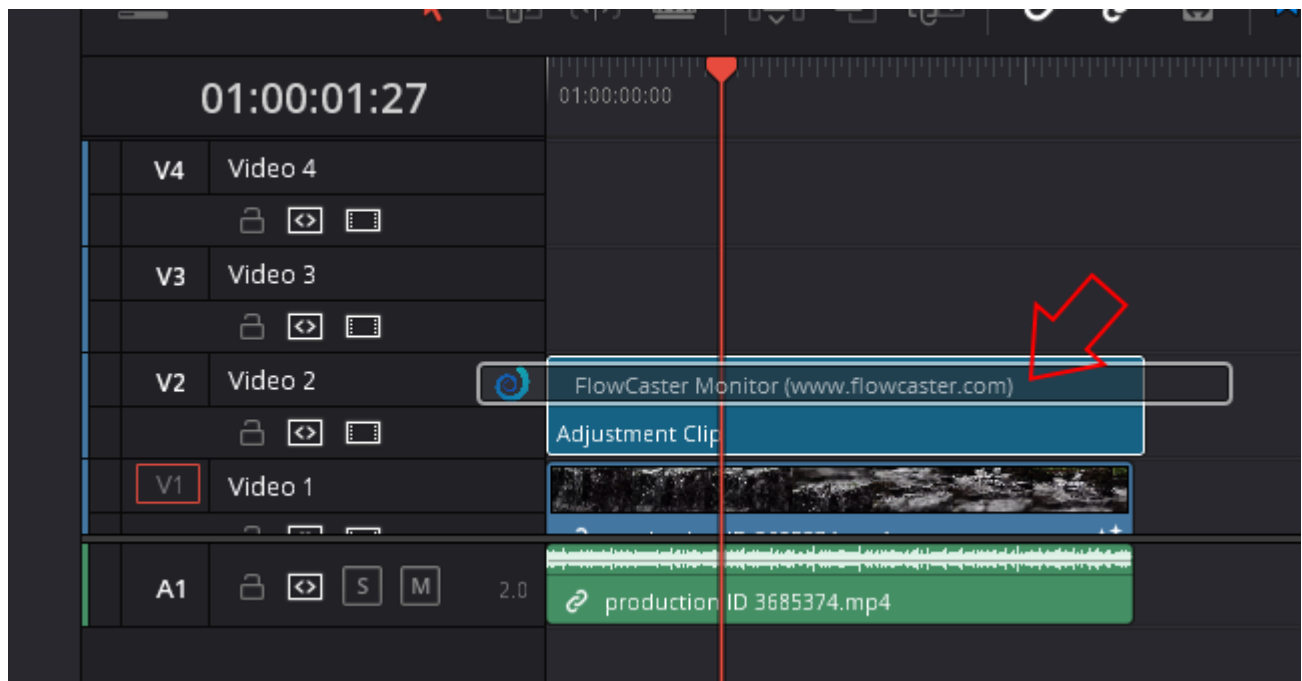 01:00:01:27
01:00:00:00
V4 Video 4
V3 Video 3
V2 Video 2
FlowCaster Monitor (www.flowcaster.com)
Adjustment Clip
V1 Video 1
A1 S M 2.0
production ID 3685374.mp4